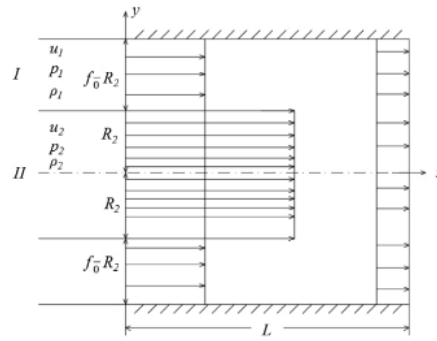 y
I
u₁
p₁
ρ₁
f₀̄ R₂
u₂
p₂
ρ₂
R₂
II
R₂
f₀̄ R₂
L